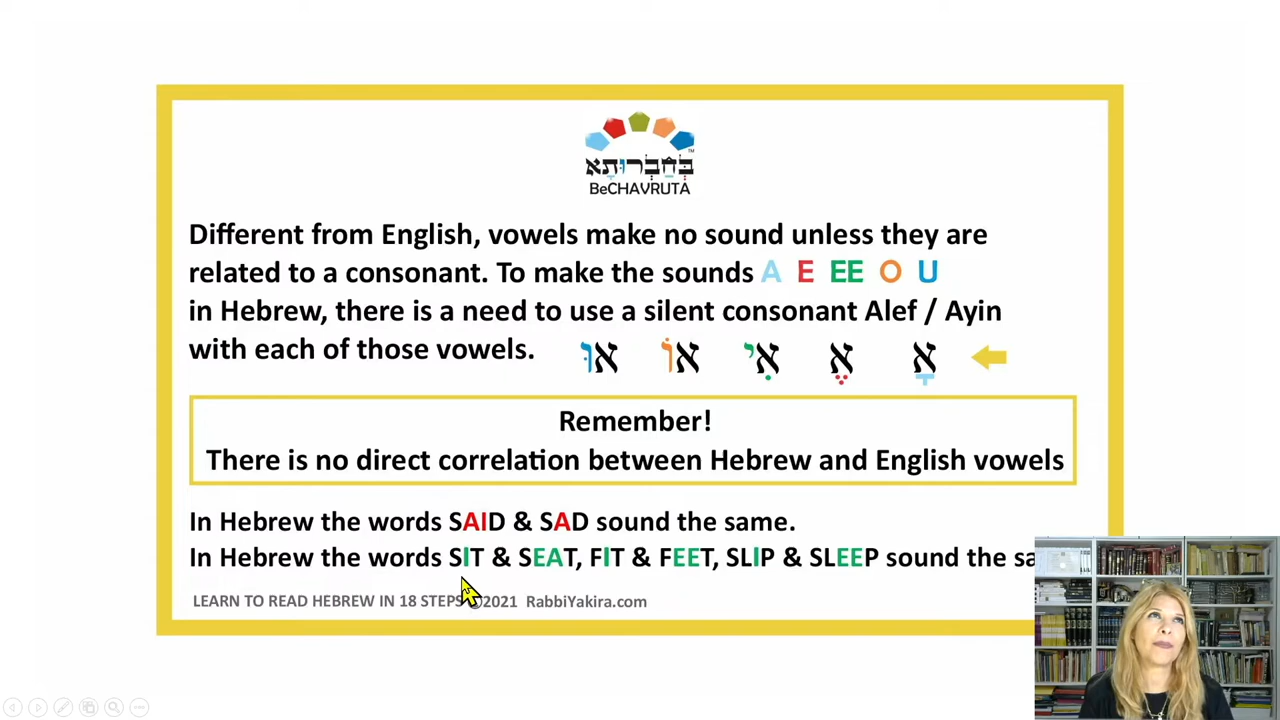 בְּחַבְרוּתָא
BeCHAVRUTA
Different from English, vowels make no sound unless they are
related to a consonant. To make the sounds A E EE O U
in Hebrew, there is a need to use a silent consonant Alef / Ayin
with each of those vowels.
אָ אֶ אִי אוֹ אוּ
Remember!
There is no direct correlation between Hebrew and English vowels
In Hebrew the words SAID & SAD sound the same.
In Hebrew the words SIT & SEAT, FIT & FEET, SLIP & SLEEP sound the
LEARN TO READ HEBREW IN 18 STEPS ©2021 RabbiYakira.com